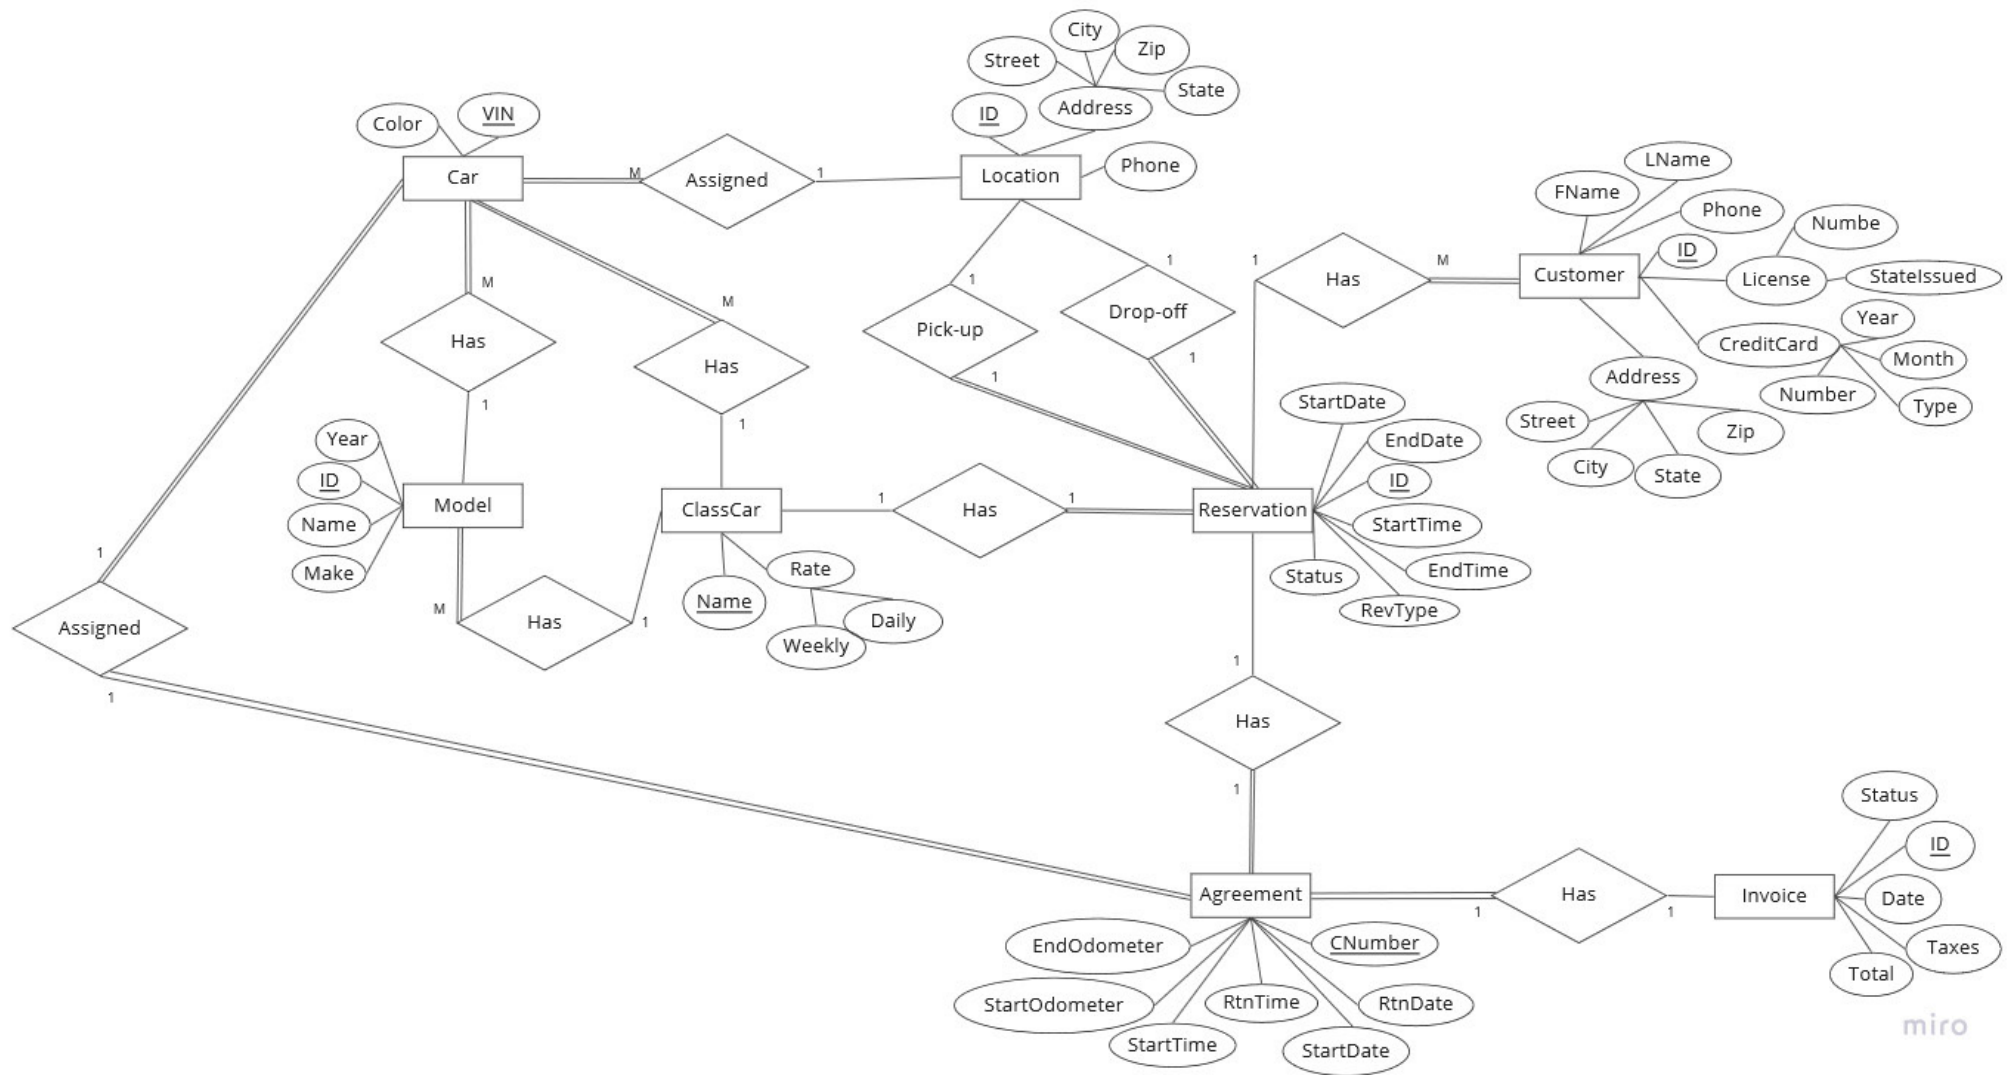 City
Zip
Street
State
Address
ID
VIN
Color
Car
M
Assigned
1
Location
Phone
LName
FName
Phone
Numbe
ID
License
StateIssued
Customer
M
Has
1
1
Drop-off
1
1
Pick-up
1
M
Has
1
M
Has
1
CreditCard
Year
Month
Number
Type
Address
Street
Zip
City
State
StartDate
EndDate
ID
StartTime
EndTime
Status
RevType
Year
ID
Name
Make
Model
ClassCar
1
Has
1
Reservation
Rate
Name
Daily
Weekly
M
Has
1
1
Assigned
1
1
Has
1
Status
ID
Date
Taxes
Total
Agreement
1
Has
1
Invoice
EndOdometer
CNumber
StartOdometer
RtnTime
RtnDate
StartTime
StartDate
miro